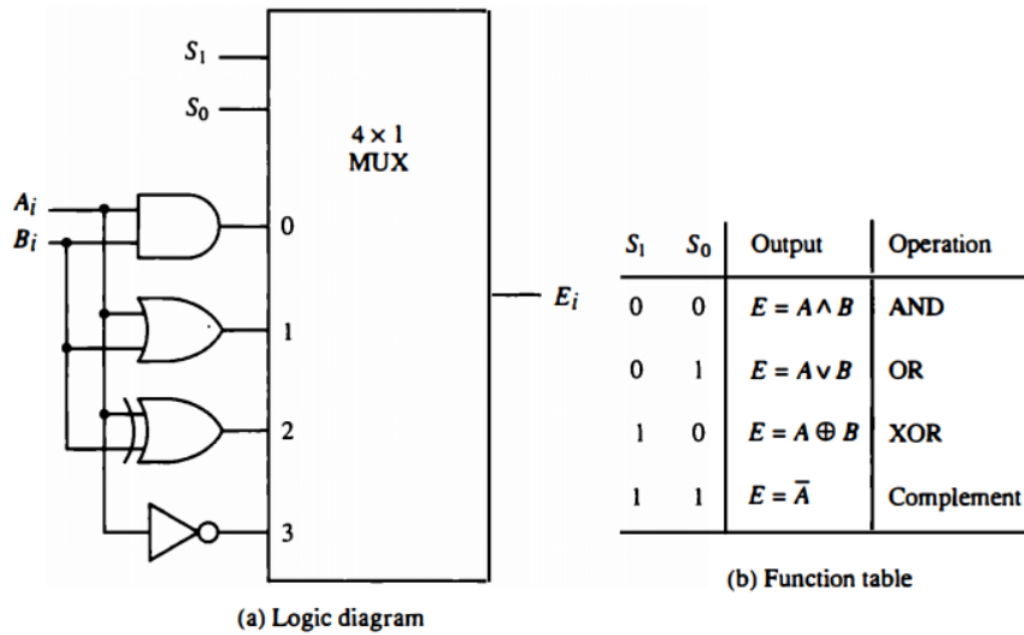 S₁
S₀
4 × 1
MUX
Aᵢ
Bᵢ
0
1
2
3
Eᵢ
(a) Logic diagram
S₁ S₀ Output Operation
0 0 E = A ∧ B AND
0 1 E = A ∨ B OR
1 0 E = A ⊕ B XOR
1 1 E = A̅ Complement
(b) Function table